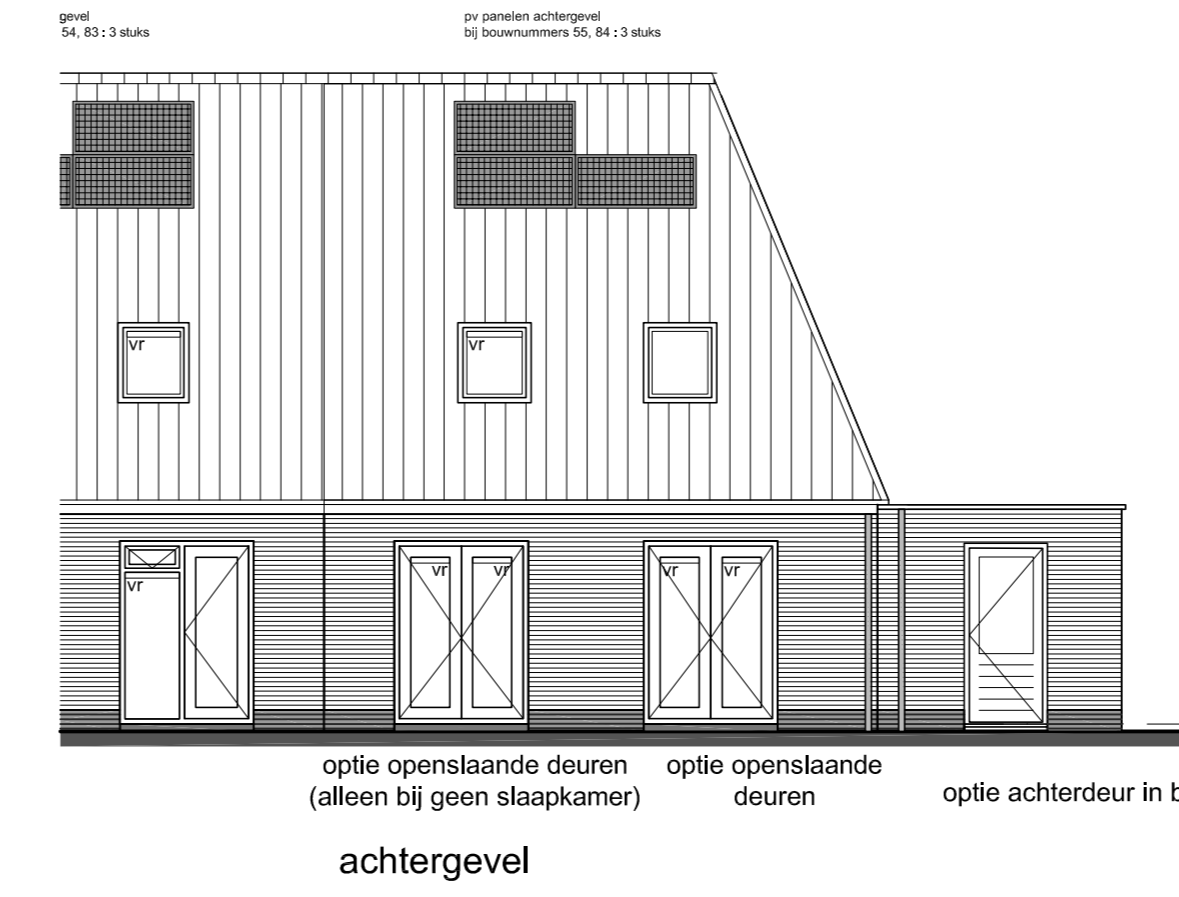 gevel
54, 83 : 3 stuks
pv panelen achtergevel
bij bouwnummers 55, 84 : 3 stuks
vr
vr
vr
vr
vr
vr
vr
optie openslaande deuren
(alleen bij geen slaapkamer)
optie openslaande
deuren
optie achterdeur in b
achtergevel